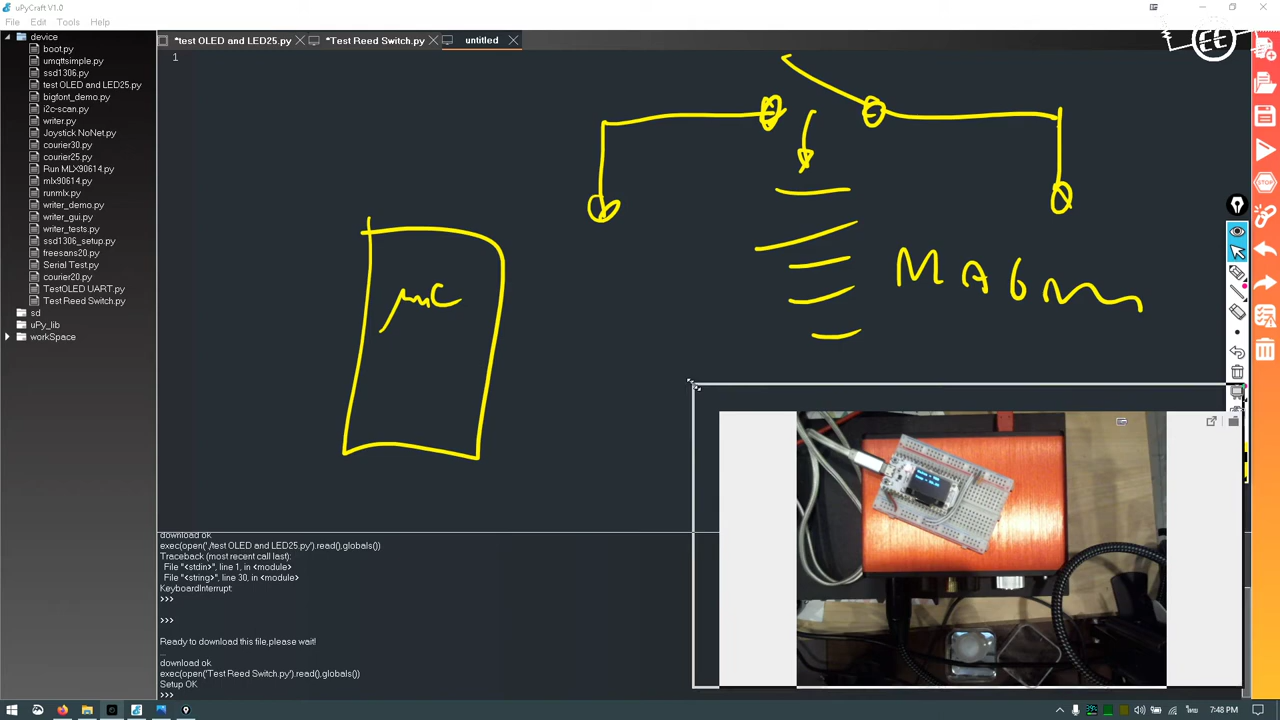 uPyCraft V1.0
File Edit Tools Help
device
boot.py
umqttsimple.py
ssd1306.py
test OLED and LED25.py
bigfont_demo.py
i2c-scan.py
writer.py
Joystick NoNet.py
courier30.py
courier25.py
Run MLX90614.py
mlx90614.py
runmlx.py
writer_demo.py
writer_gui.py
writer_tests.py
ssd1306_setup.py
freesans20.py
Serial Test.py
courier20.py
TestOLED UART.py
Test Reed Switch.py
sd
uPy_lib
workSpace
*test OLED and LED25.py
*Test Reed Switch.py
untitled
1
EE
STOP
download ok
exec(open('./test OLED and LED25.py').read(),globals())
Traceback (most recent call last):
File "<stdin>", line 1, in <module>
File "<string>", line 30, in <module>
KeyboardInterrupt:
>>>
>>>
Ready to download this file,please wait!
...
download ok
exec(open('Test Reed Switch.py').read(),globals())
Setup OK
>>>
ไทย
7:48 PM